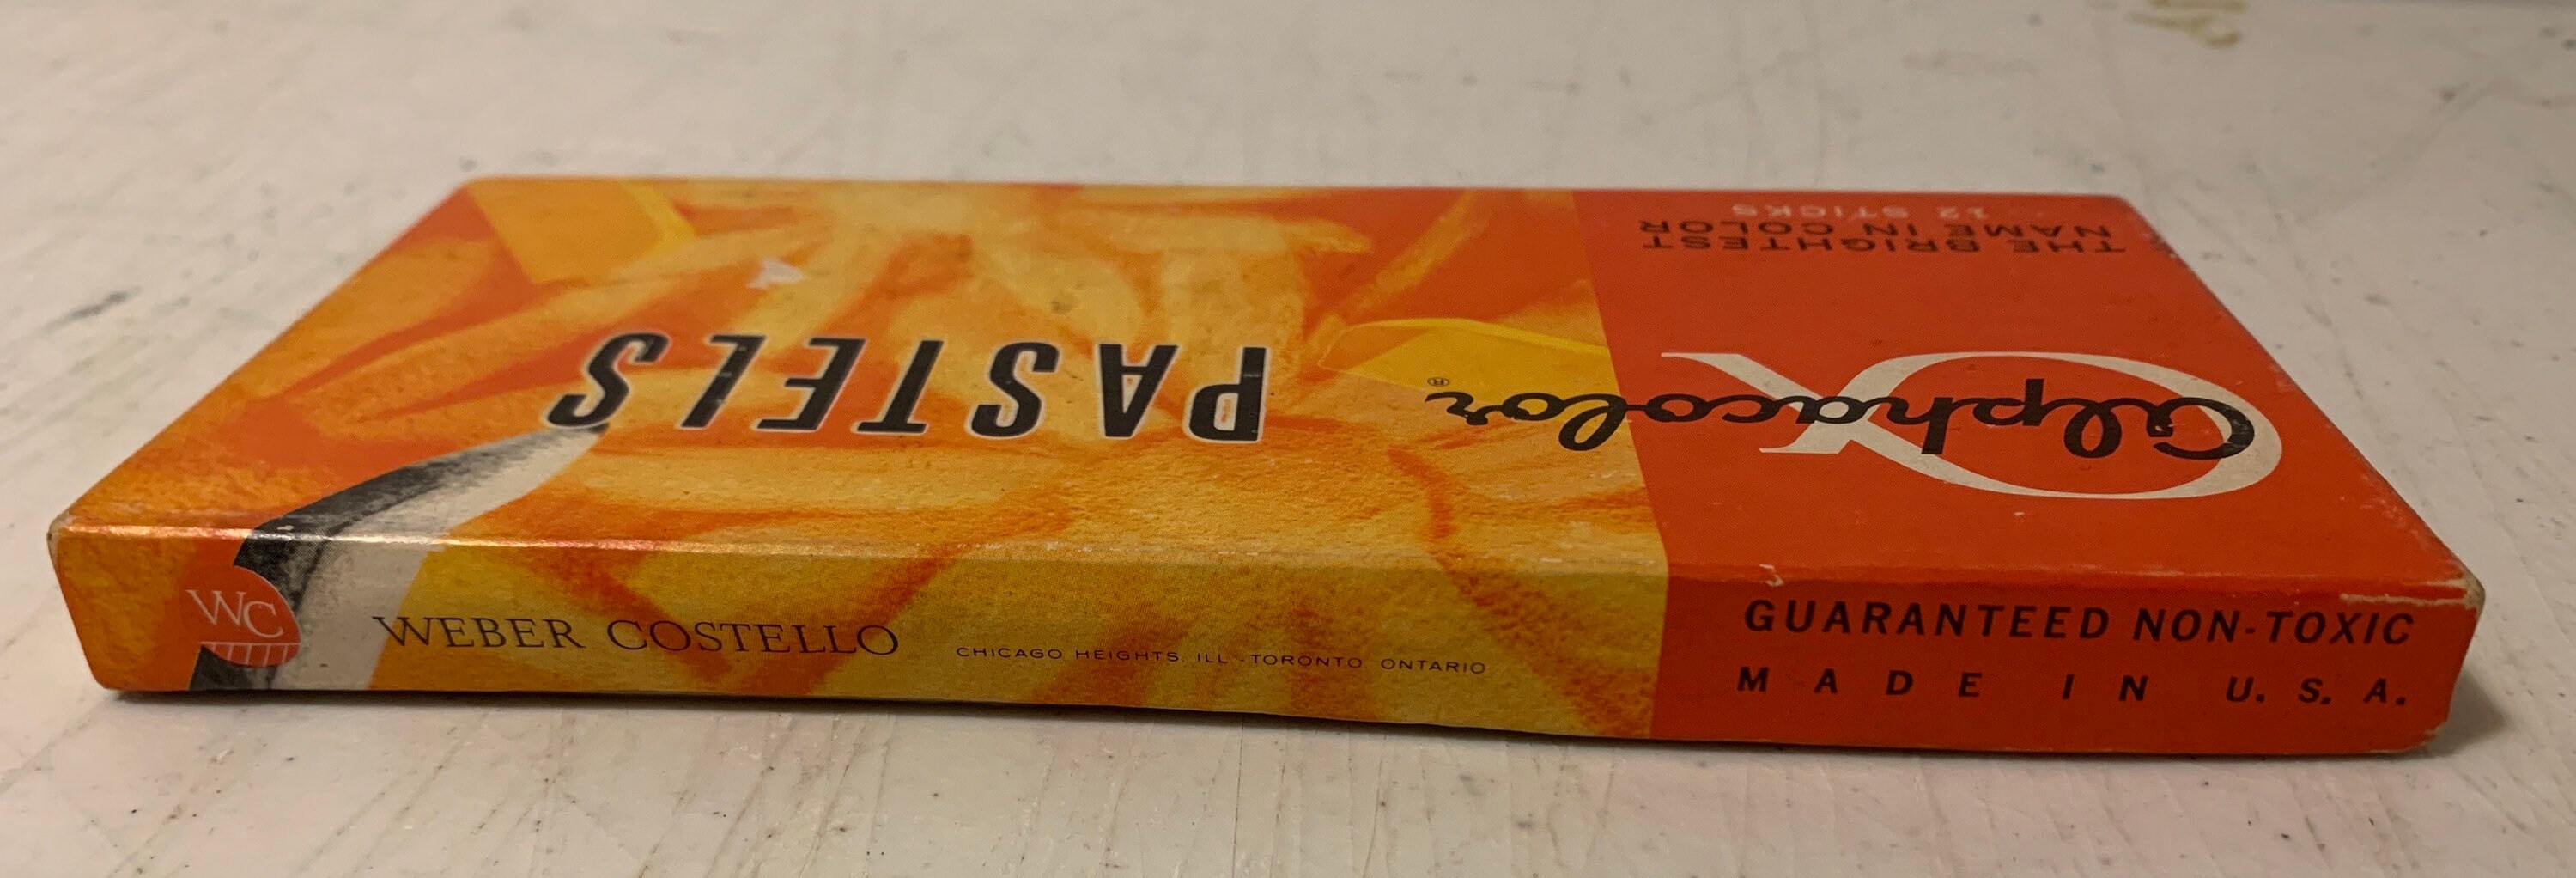 Alphacolor®
THE BRIGHTEST
NAME IN COLOR
12 STICKS
PASTELS
WC
WEBER COSTELLO
CHICAGO HEIGHTS, ILL. TORONTO, ONTARIO
GUARANTEED NON-TOXIC
MADE IN U.S.A.